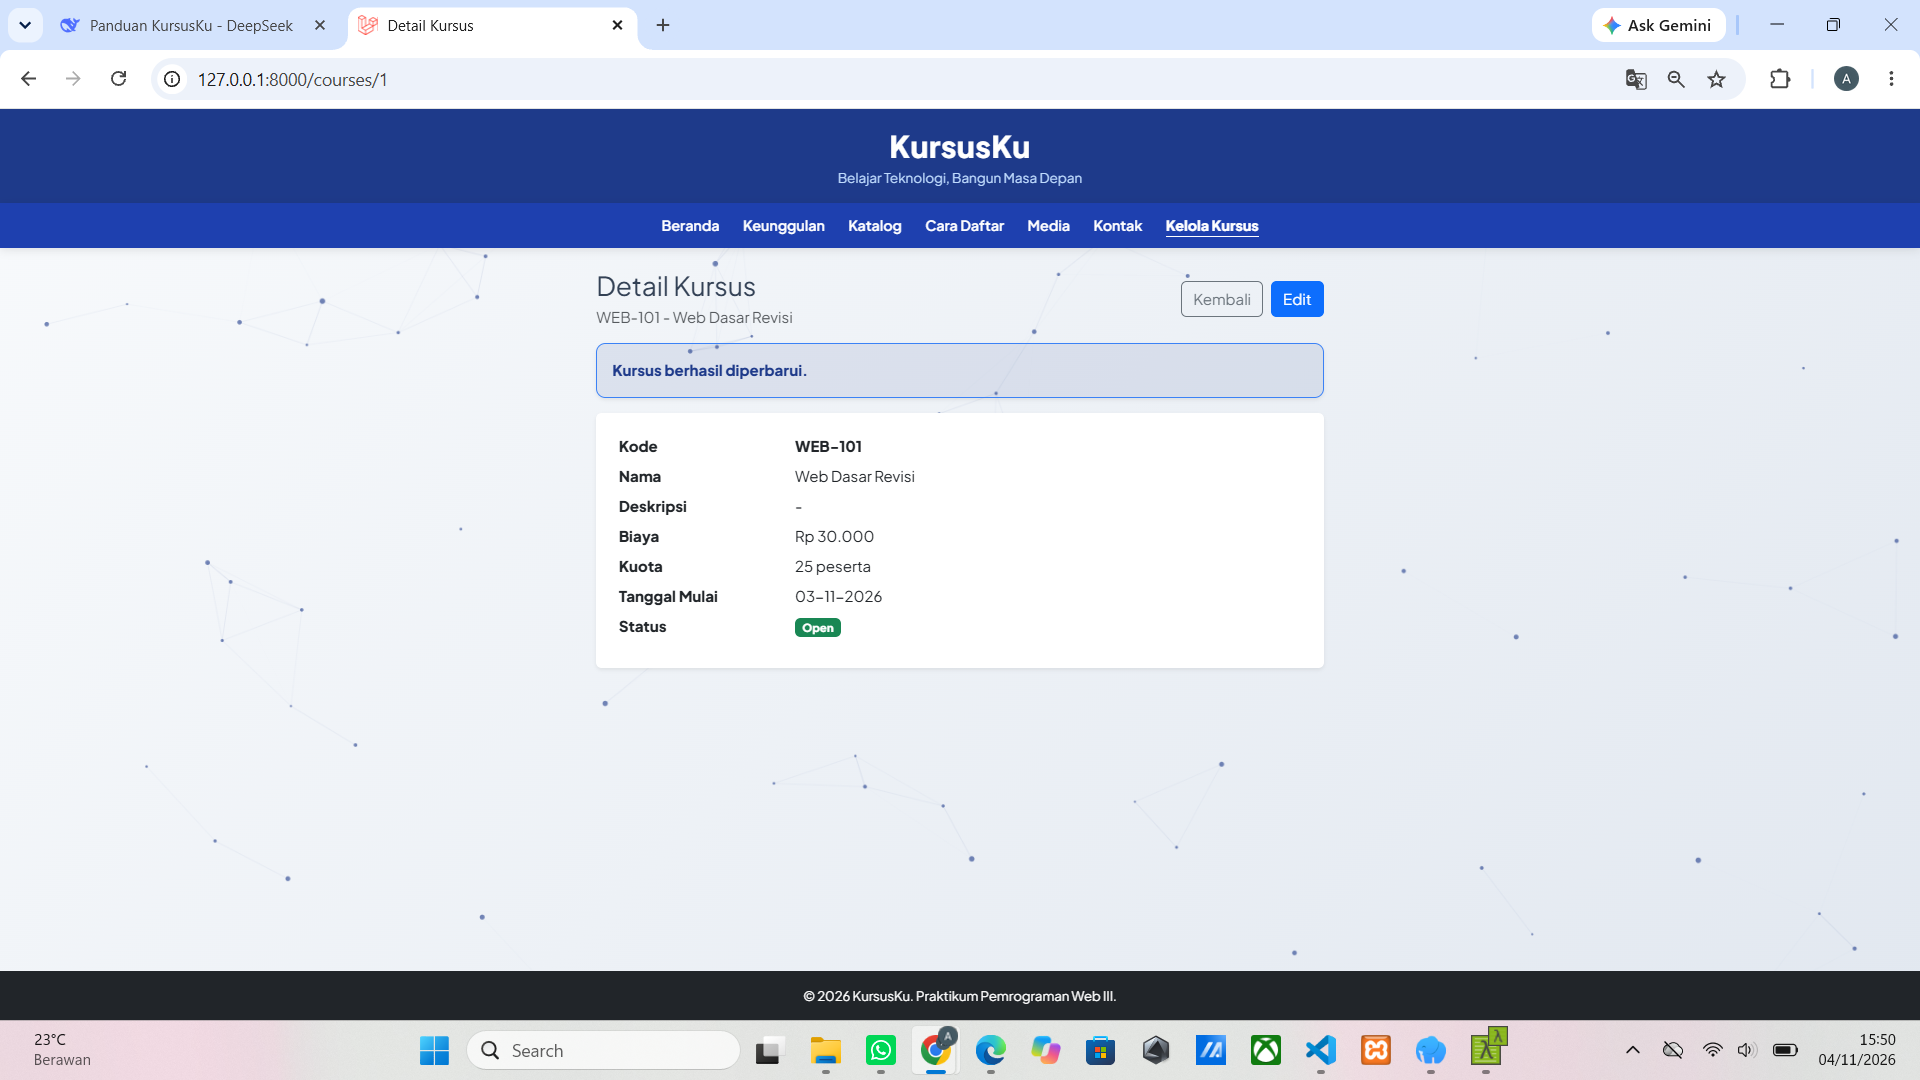 Panduan KursusKu - DeepSeek
Detail Kursus
Ask Gemini
127.0.0.1:8000/courses/1
A
KursusKu
Belajar Teknologi, Bangun Masa Depan
Beranda Keunggulan Katalog Cara Daftar Media Kontak Kelola Kursus
Detail Kursus
WEB-101 - Web Dasar Revisi
Kembali Edit
Kursus berhasil diperbarui.
Kode WEB-101
Nama Web Dasar Revisi
Deskripsi -
Biaya Rp 30.000
Kuota 25 peserta
Tanggal Mulai 03-11-2026
Status Open
© 2026 KursusKu. Praktikum Pemrograman Web III.
23°C
Berawan
Search
A
15:50
04/11/2026